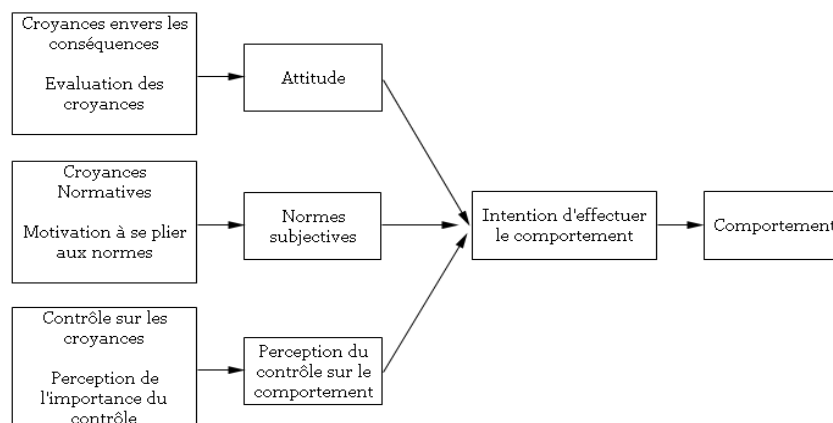 Croyances envers les
conséquences
Evaluation des
croyances
Attitude
Croyances
Normatives
Motivation à se plier
aux normes
Normes
subjectives
Intention d'effectuer
le comportement
Comportement
Contrôle sur les
croyances
Perception de
l'importance du
contrôle
Perception du
contrôle sur le
comportement